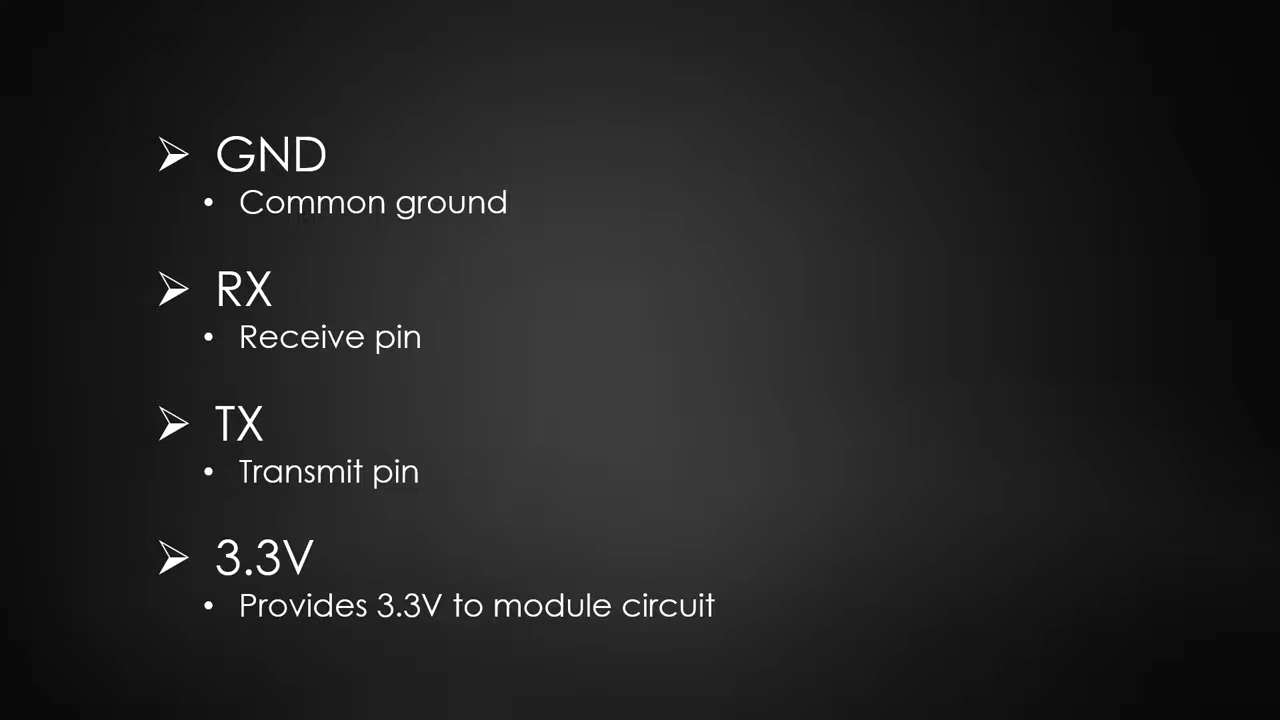 ➢ GND
• Common ground
➢ RX
• Receive pin
➢ TX
• Transmit pin
➢ 3.3V
• Provides 3.3V to module circuit